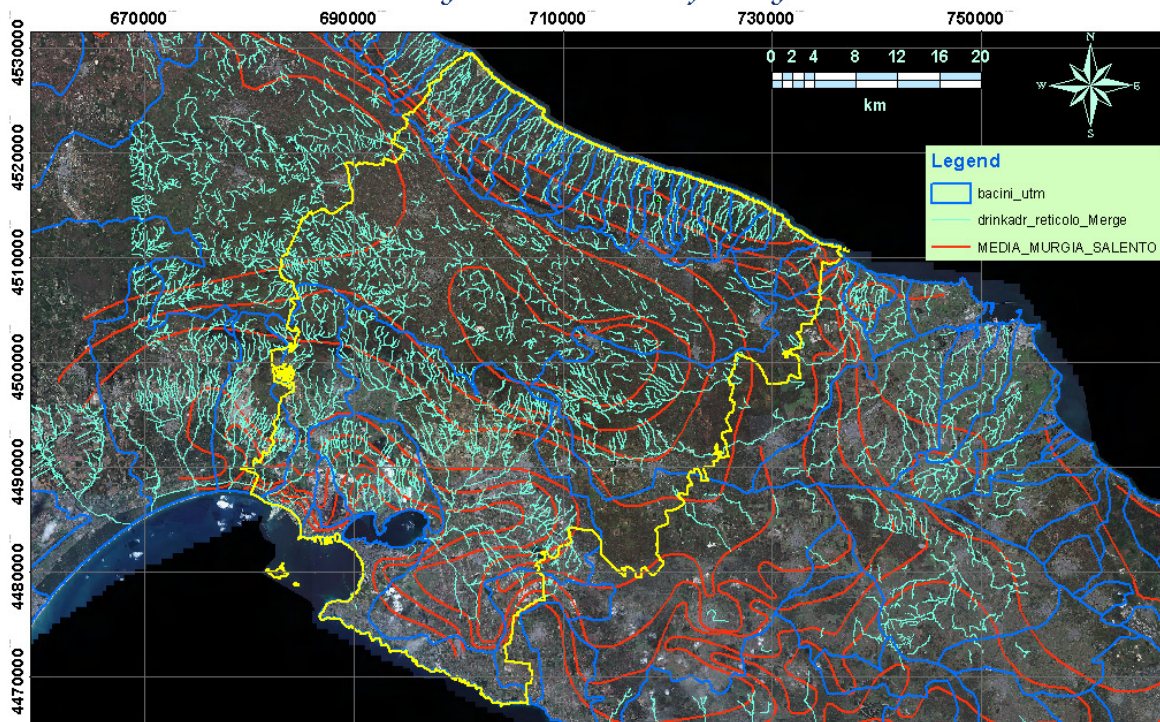 670000 690000 710000 730000 750000
4530000
4520000
4510000
4500000
4490000
4480000
4470000
0 2 4 8 12 16 20
km
N
W E
S
Legend
bacini_utm
drinkadr_reticolo_Merge
MEDIA_MURGIA_SALENTO